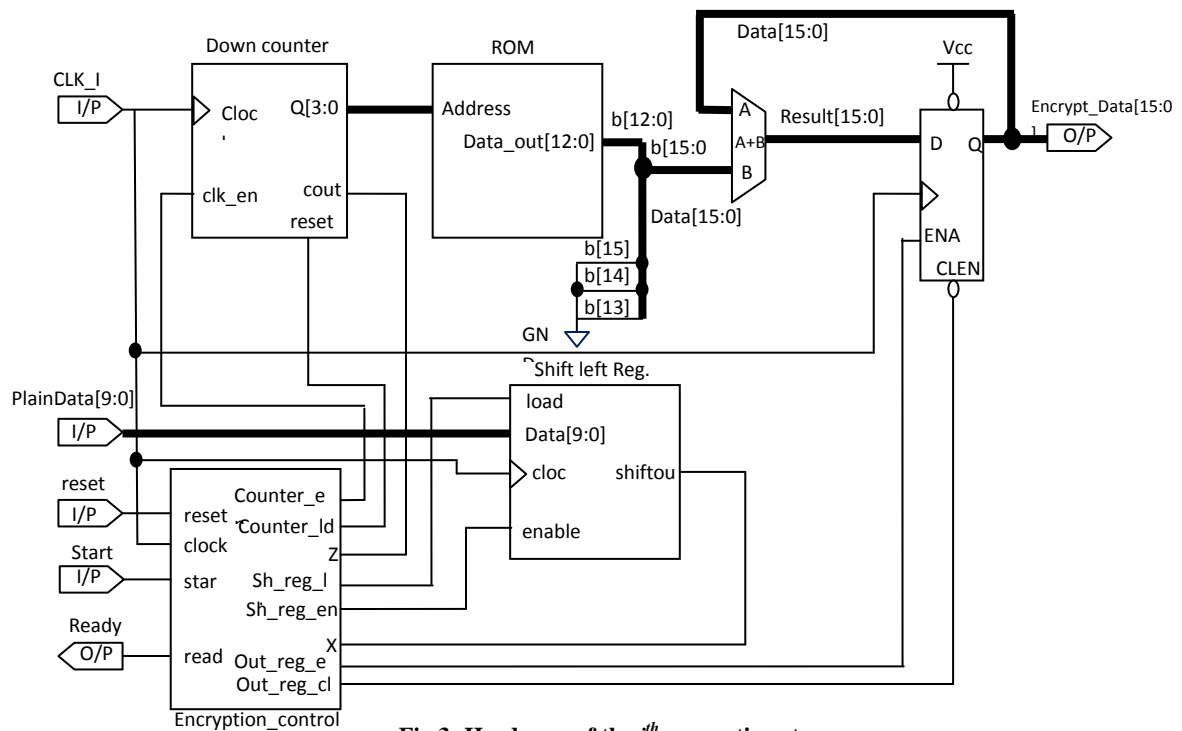 Down counter
ROM
Data[15:0]
Vcc
CLK_I
I/P
Cloc
Q[3:0
Address
Data_out[12:0]
b[12:0]
b[15:0
A
A+B
B
Result[15:0]
D
Q
Encrypt_Data[15:0
]
O/P
clk_en
cout
reset
Data[15:0]
ENA
CLEN
b[15]
b[14]
b[13]
GN
Shift left Reg.
PlainData[9:0]
I/P
load
Data[9:0]
cloc
shiftou
enable
reset
I/P
reset
Counter_e
Counter_ld
clock
Z
Start
I/P
star
Sh_reg_l
Sh_reg_en
Ready
O/P
read
X
Out_reg_e
Out_reg_cl
Encryption_control